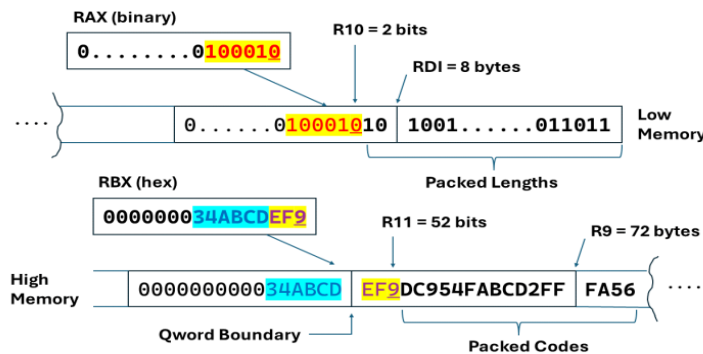 RAX (binary)
0........0100010
R10 = 2 bits
RDI = 8 bytes
....
0......010001010
1001......011011
Low
Memory
Packed Lengths
RBX (hex)
000000034ABCDEF9
R11 = 52 bits
R9 = 72 bytes
High
Memory
000000000034ABCD
EF9DC954FABCD2FF
FA56
....
Qword Boundary
Packed Codes